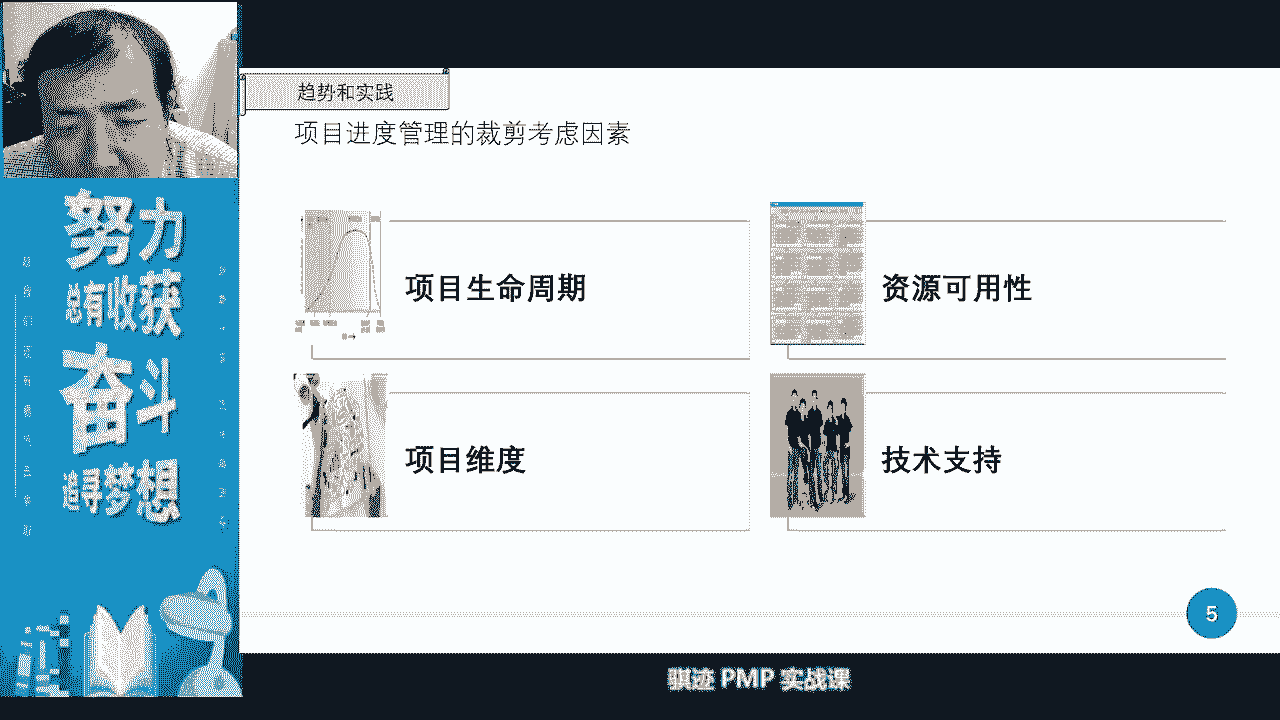 趋势和实践
项目进度管理的裁剪考虑因素
项目生命周期
资源可用性
项目维度
技术支持
努力
总有收获
奋斗
追寻梦想
5
骐迹 PMP 实战课